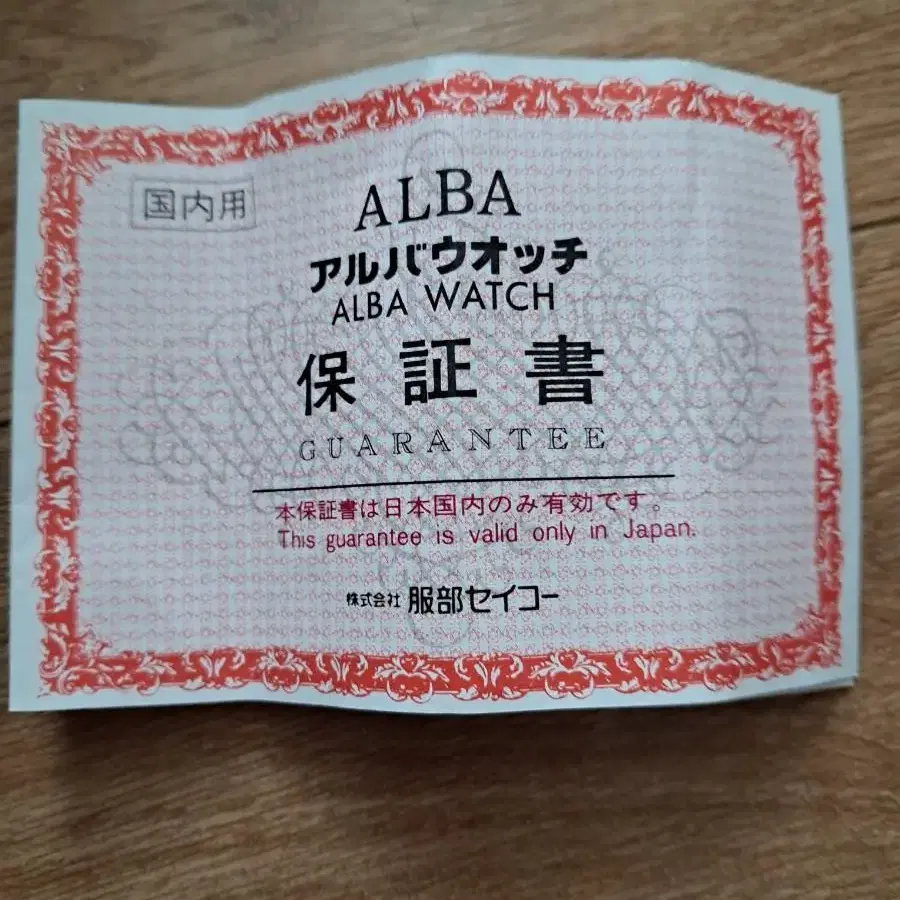 国内用
ALBA
アルバウオッチ
ALBA WATCH
保証書
GUARANTEE
本保証書は日本国内のみ有効です。
This guarantee is valid only in Japan.
株式会社 服部セイコー